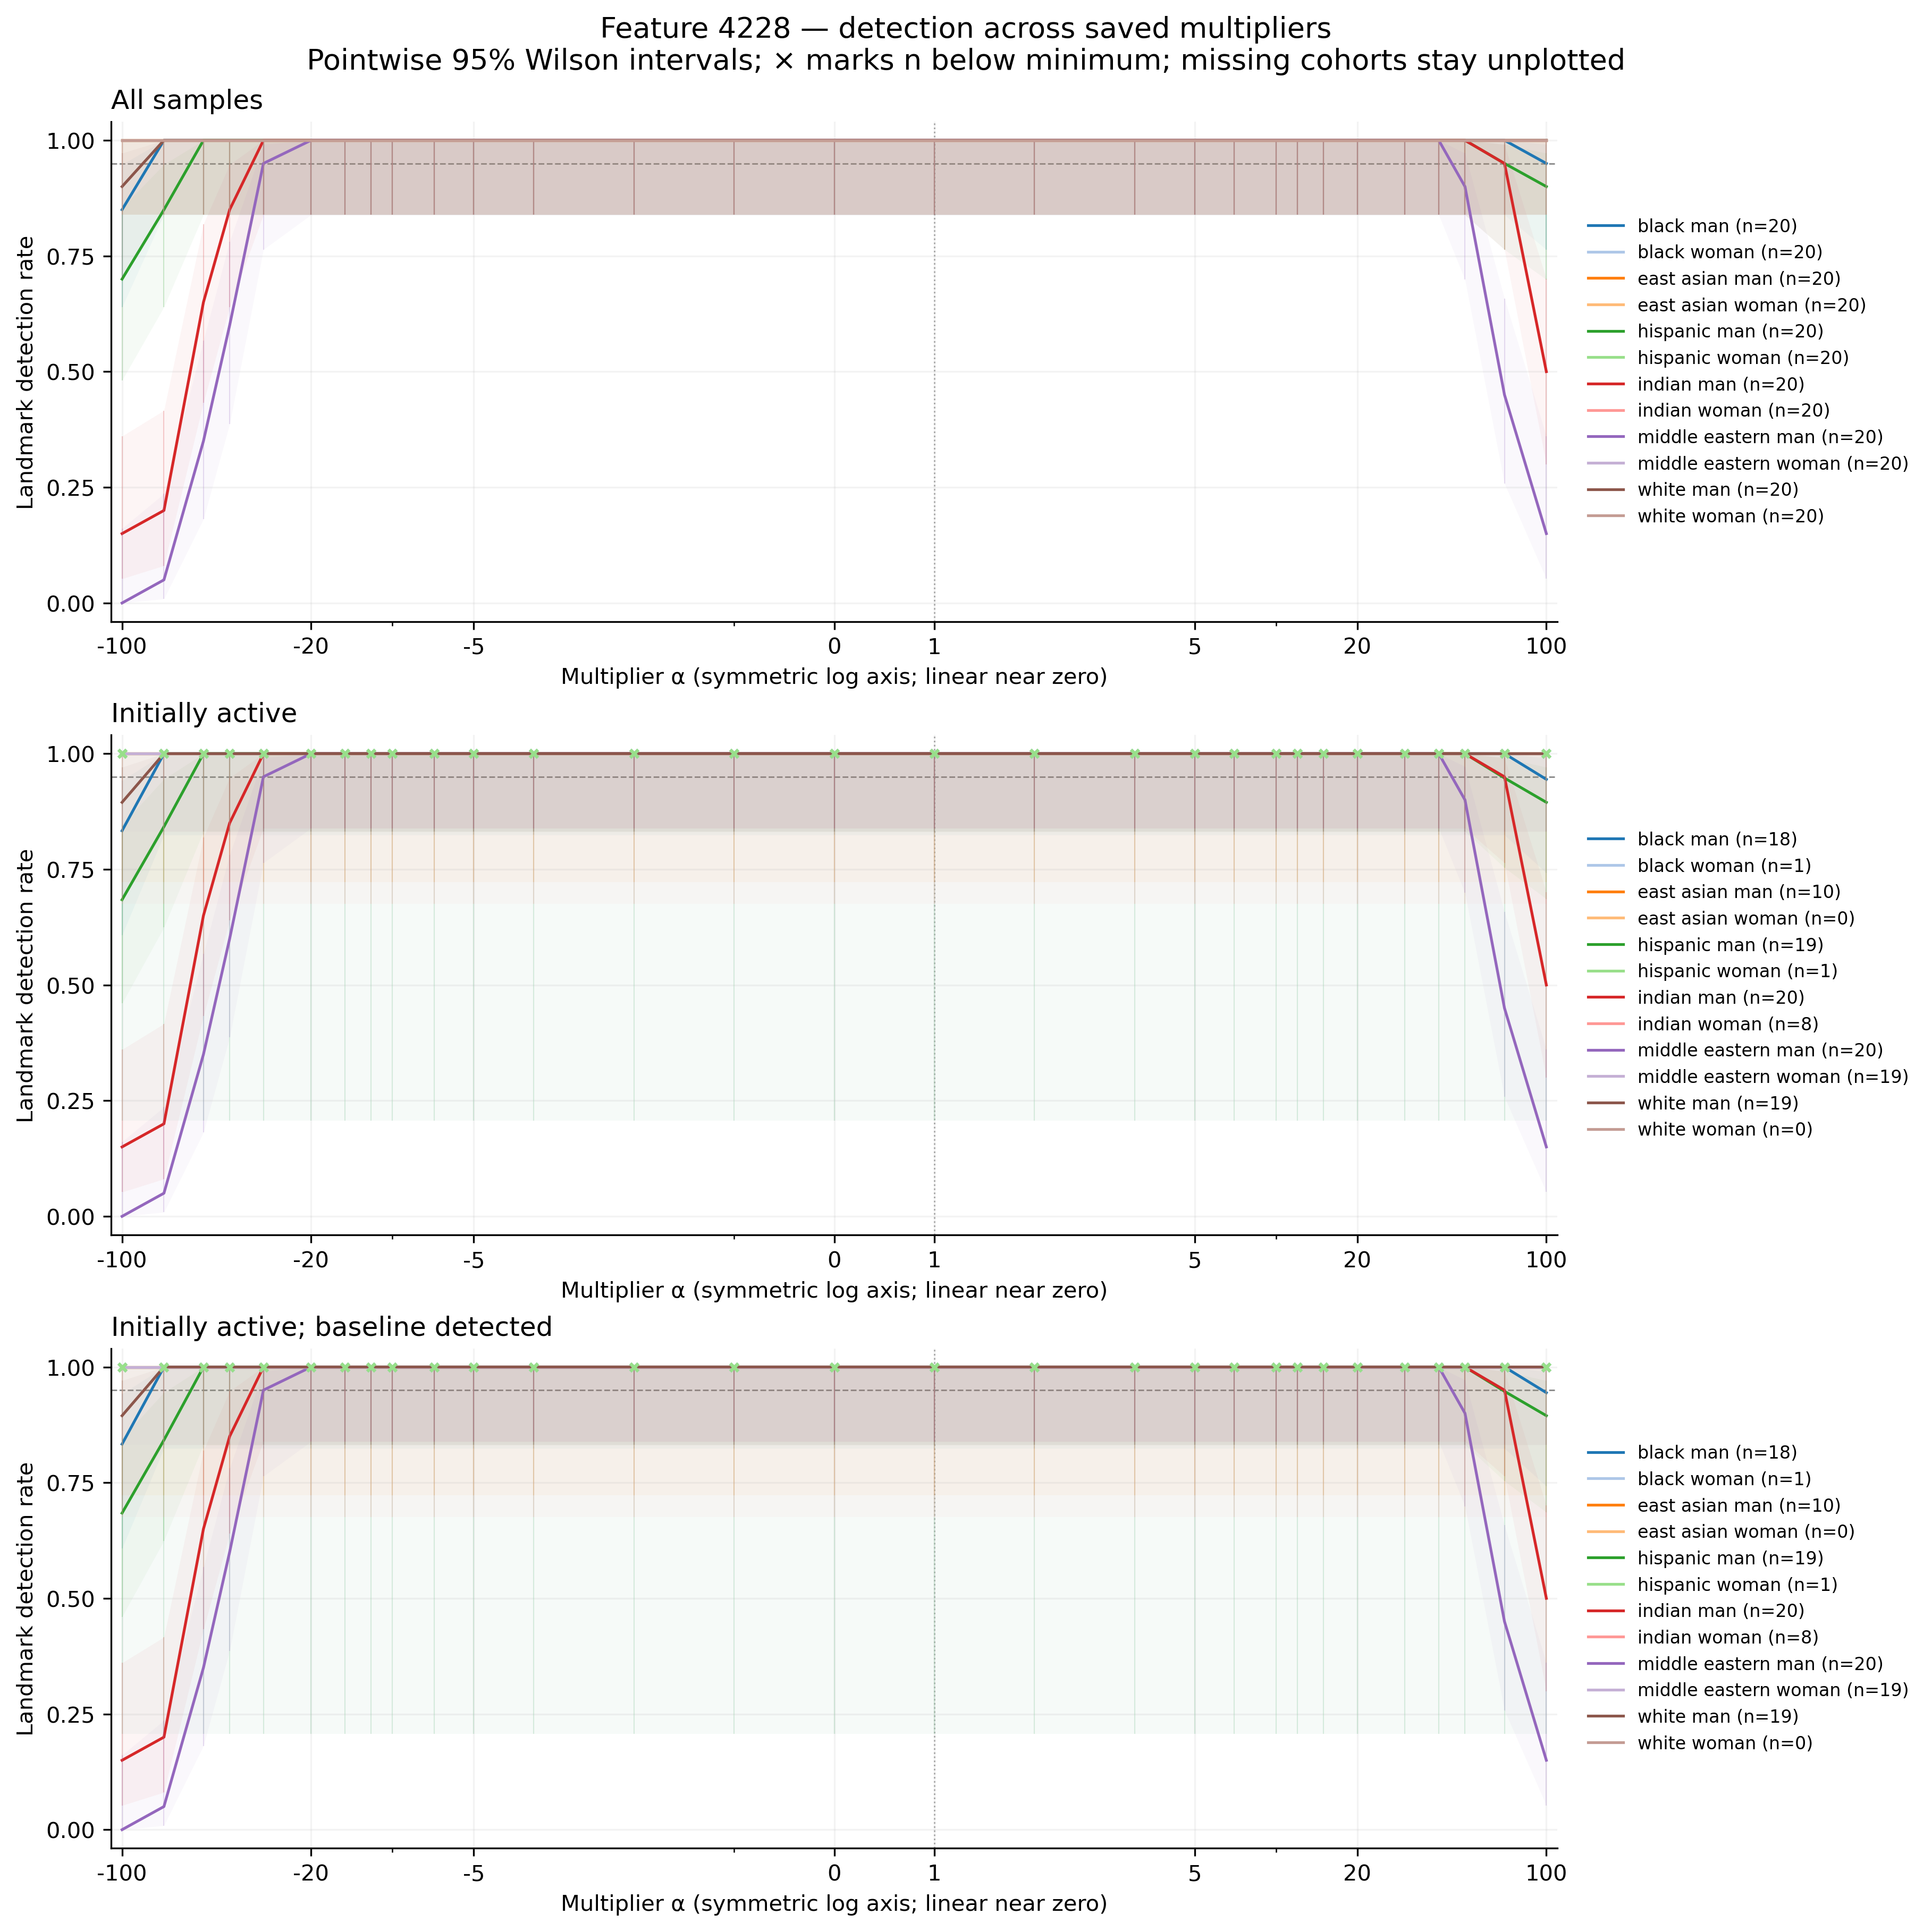 Feature 4228 — detection across saved multipliers
Pointwise 95% Wilson intervals; × marks n below minimum; missing cohorts stay unplotted
All samples
Landmark detection rate
1.00
0.75
0.50
0.25
0.00
-100
-20
-5
0
1
5
20
100
Multiplier α (symmetric log axis; linear near zero)
black man (n=20)
black woman (n=20)
east asian man (n=20)
east asian woman (n=20)
hispanic man (n=20)
hispanic woman (n=20)
indian man (n=20)
indian woman (n=20)
middle eastern man (n=20)
middle eastern woman (n=20)
white man (n=20)
white woman (n=20)
Initially active
Landmark detection rate
1.00
0.75
0.50
0.25
0.00
-100
-20
-5
0
1
5
20
100
Multiplier α (symmetric log axis; linear near zero)
black man (n=18)
black woman (n=1)
east asian man (n=10)
east asian woman (n=0)
hispanic man (n=19)
hispanic woman (n=1)
indian man (n=20)
indian woman (n=8)
middle eastern man (n=20)
middle eastern woman (n=19)
white man (n=19)
white woman (n=0)
Initially active; baseline detected
Landmark detection rate
1.00
0.75
0.50
0.25
0.00
-100
-20
-5
0
1
5
20
100
Multiplier α (symmetric log axis; linear near zero)
black man (n=18)
black woman (n=1)
east asian man (n=10)
east asian woman (n=0)
hispanic man (n=19)
hispanic woman (n=1)
indian man (n=20)
indian woman (n=8)
middle eastern man (n=20)
middle eastern woman (n=19)
white man (n=19)
white woman (n=0)